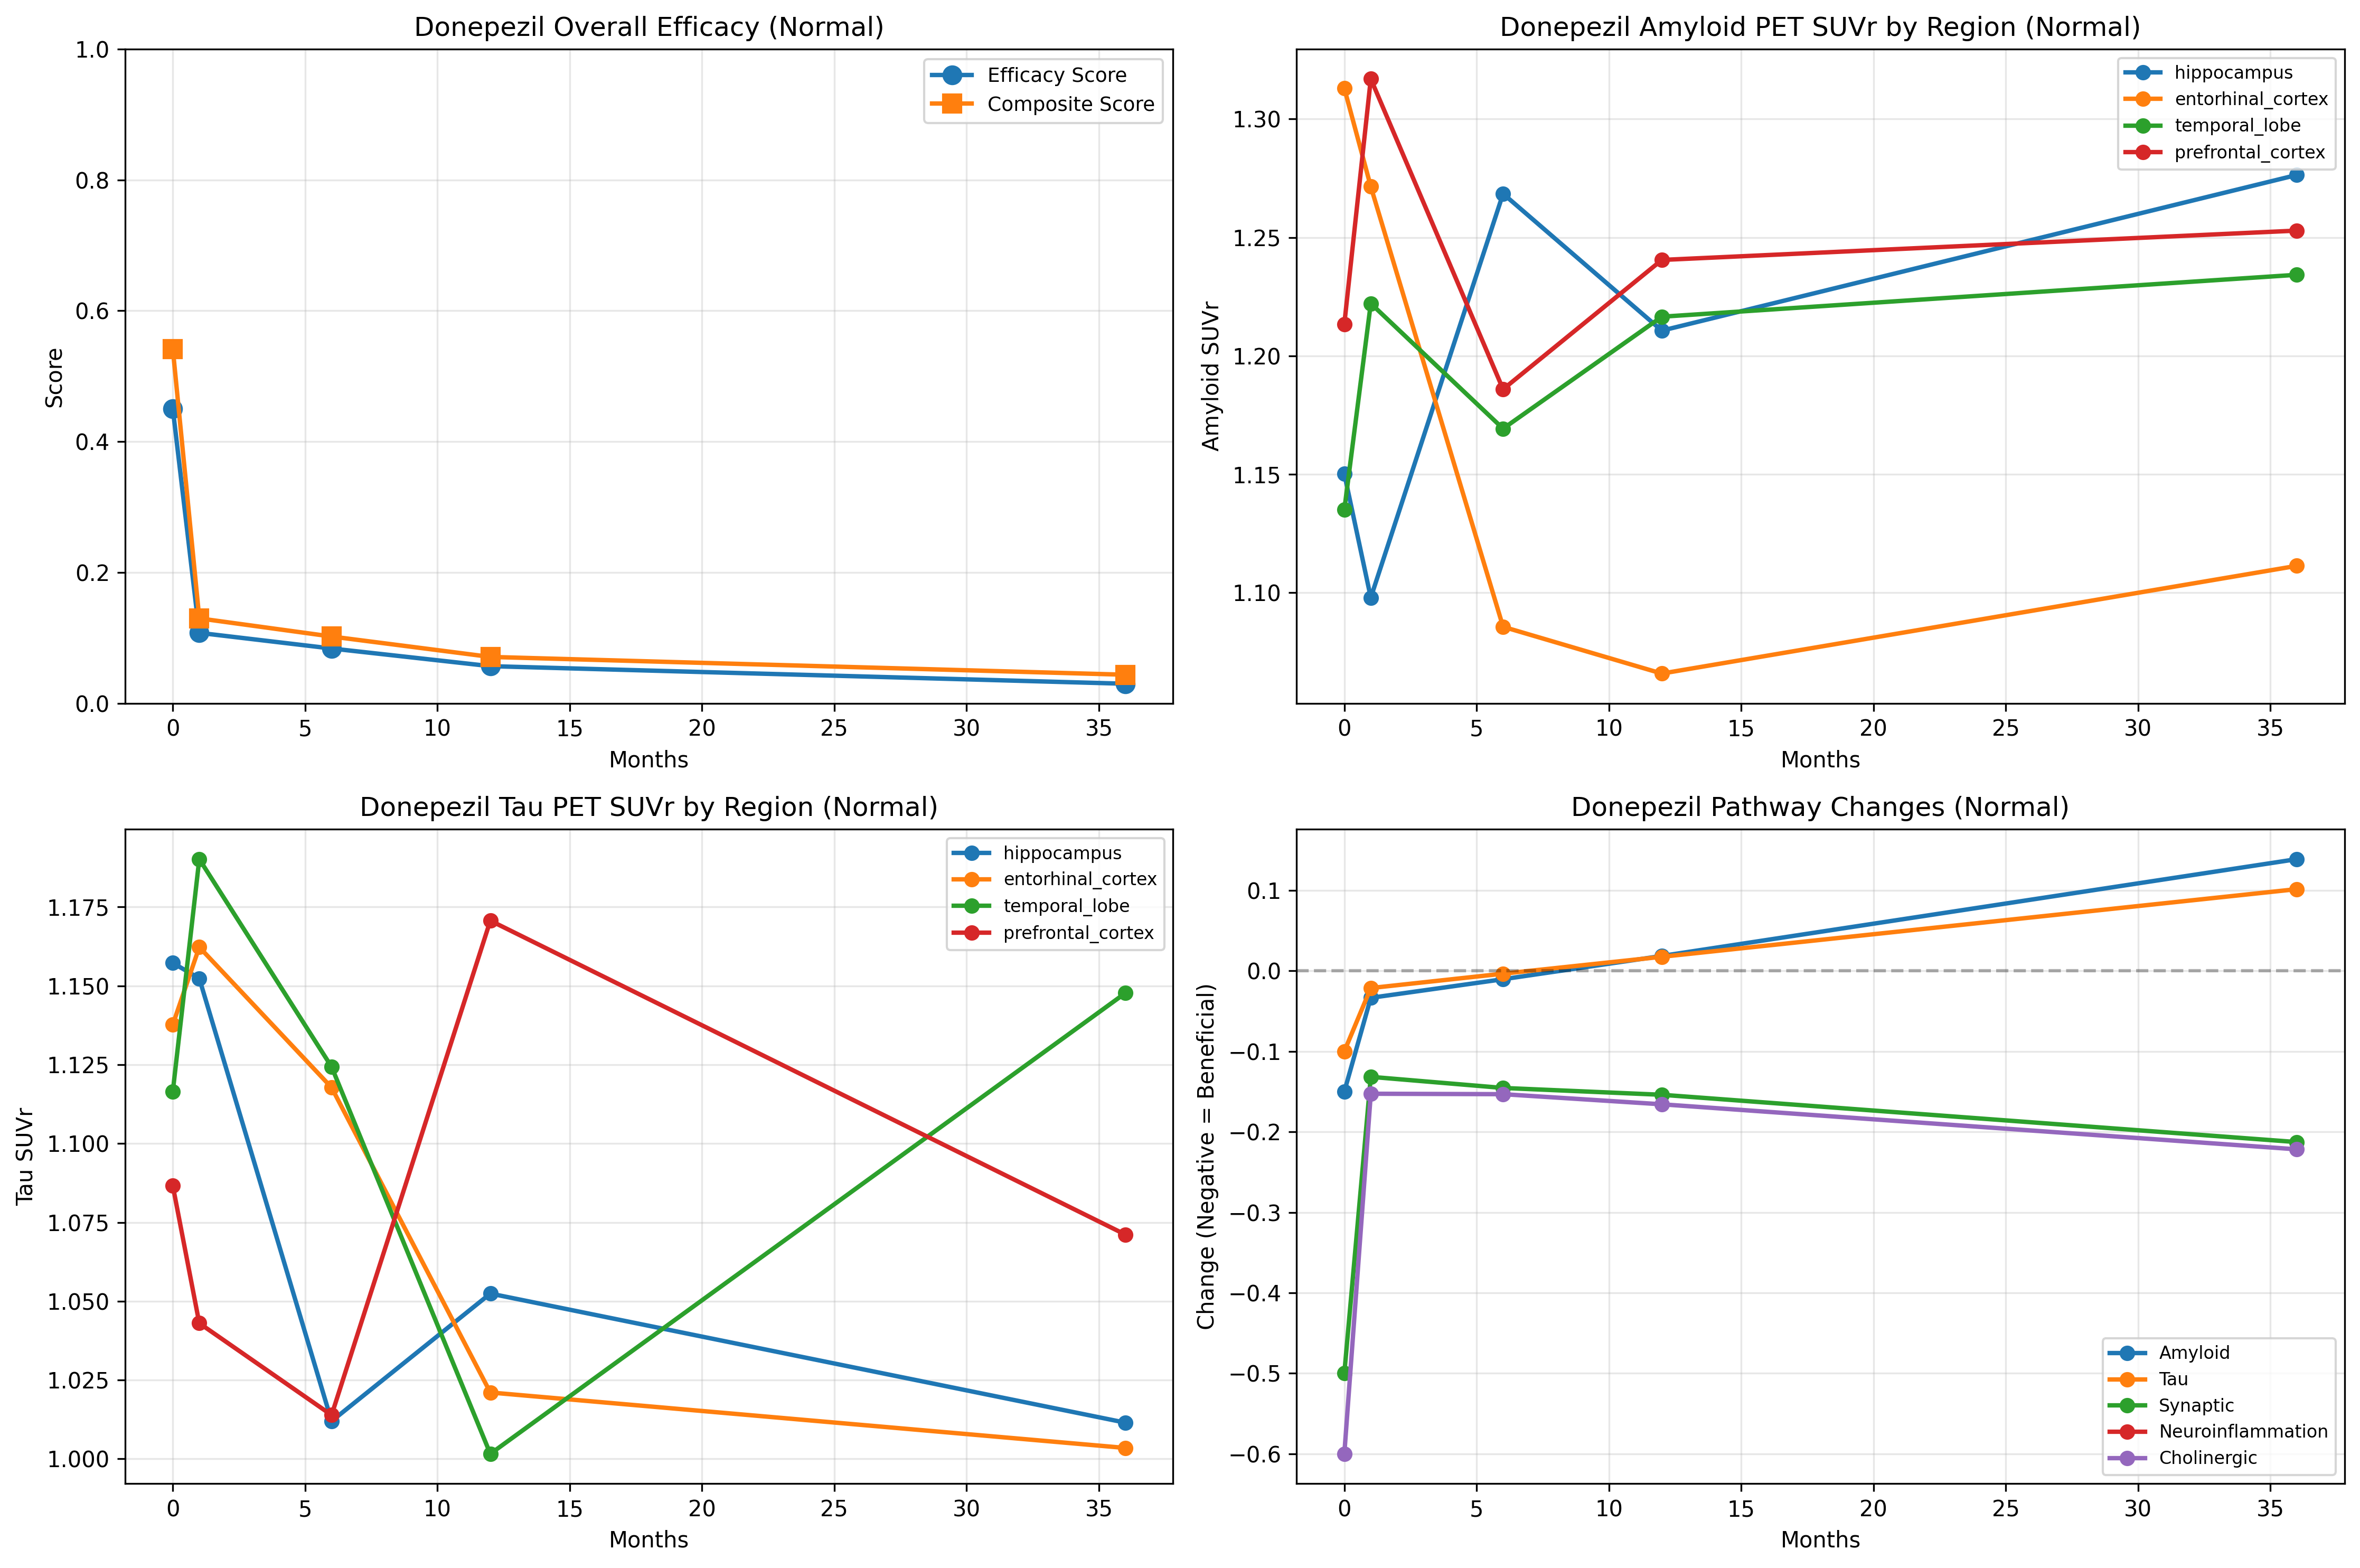 Donepezil Overall Efficacy (Normal)
1.0
0.8
0.6
0.4
0.2
0.0
Score
0 5 10 15 20 25 30 35
Months
Efficacy Score
Composite Score
Donepezil Amyloid PET SUVr by Region (Normal)
1.30
1.25
1.20
1.15
1.10
Amyloid SUVr
0 5 10 15 20 25 30 35
Months
hippocampus
entorhinal_cortex
temporal_lobe
prefrontal_cortex
Donepezil Tau PET SUVr by Region (Normal)
1.175
1.150
1.125
1.100
1.075
1.050
1.025
1.000
Tau SUVr
0 5 10 15 20 25 30 35
Months
hippocampus
entorhinal_cortex
temporal_lobe
prefrontal_cortex
Donepezil Pathway Changes (Normal)
0.1
0.0
−0.1
−0.2
−0.3
−0.4
−0.5
−0.6
Change (Negative = Beneficial)
0 5 10 15 20 25 30 35
Months
Amyloid
Tau
Synaptic
Neuroinflammation
Cholinergic